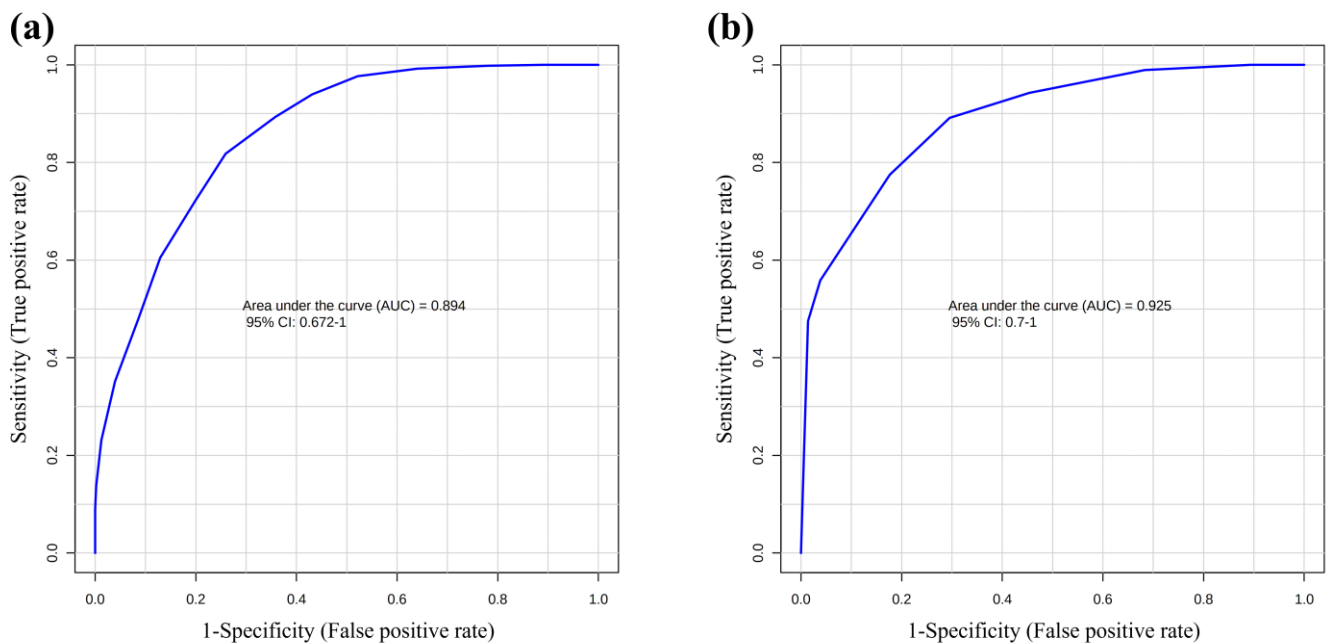 (a)
1.0
0.8
0.6
0.4
0.2
0.0
Sensitivity (True positive rate)
Area under the curve (AUC) = 0.894
95% CI: 0.672-1
0.0 0.2 0.4 0.6 0.8 1.0
1-Specificity (False positive rate)
(b)
1.0
0.8
0.6
0.4
0.2
0.0
Sensitivity (True positive rate)
Area under the curve (AUC) = 0.925
95% CI: 0.7-1
0.0 0.2 0.4 0.6 0.8 1.0
1-Specificity (False positive rate)